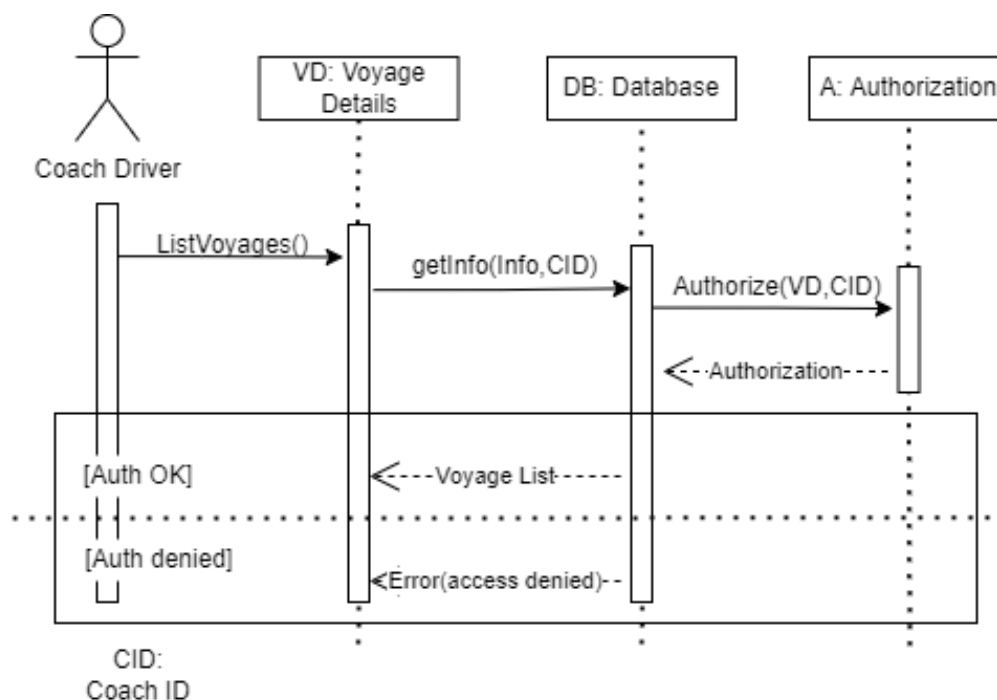 VD: Voyage
Details
DB: Database
A: Authorization
Coach Driver
ListVoyages()
getInfo(Info,CID)
Authorize(VD,CID)
Authorization
[Auth OK]
Voyage List
[Auth denied]
Error(access denied)
CID:
Coach ID